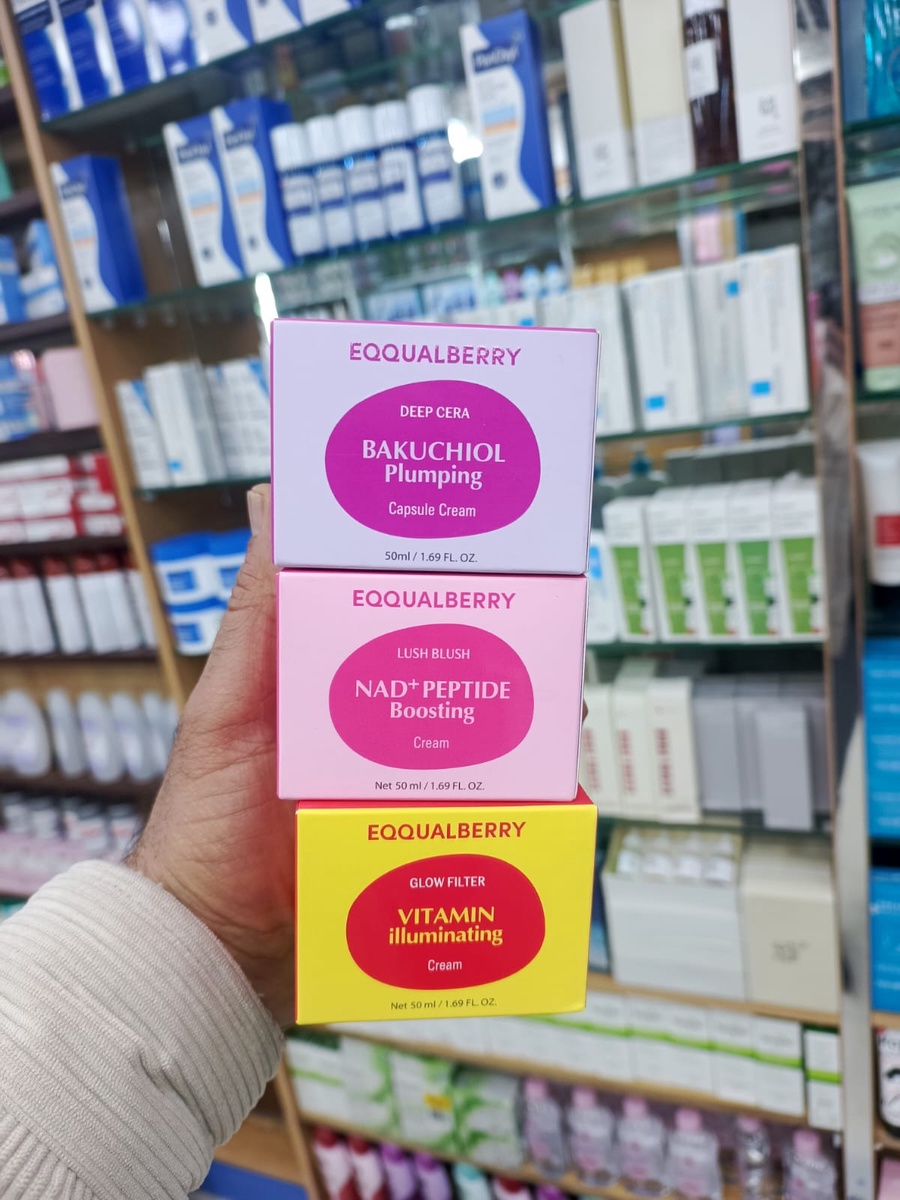 EQQUALBERRY
DEEP CERA
BAKUCHIOL
Plumping
Capsule Cream
50ml / 1.69 FL. OZ.
EQQUALBERRY
LUSH BLUSH
NAD+ PEPTIDE
Boosting
Cream
Net 50 ml / 1.69 FL. OZ.
EQQUALBERRY
GLOW FILTER
VITAMIN
illuminating
Cream
Net 50 ml / 1.69 FL. OZ.